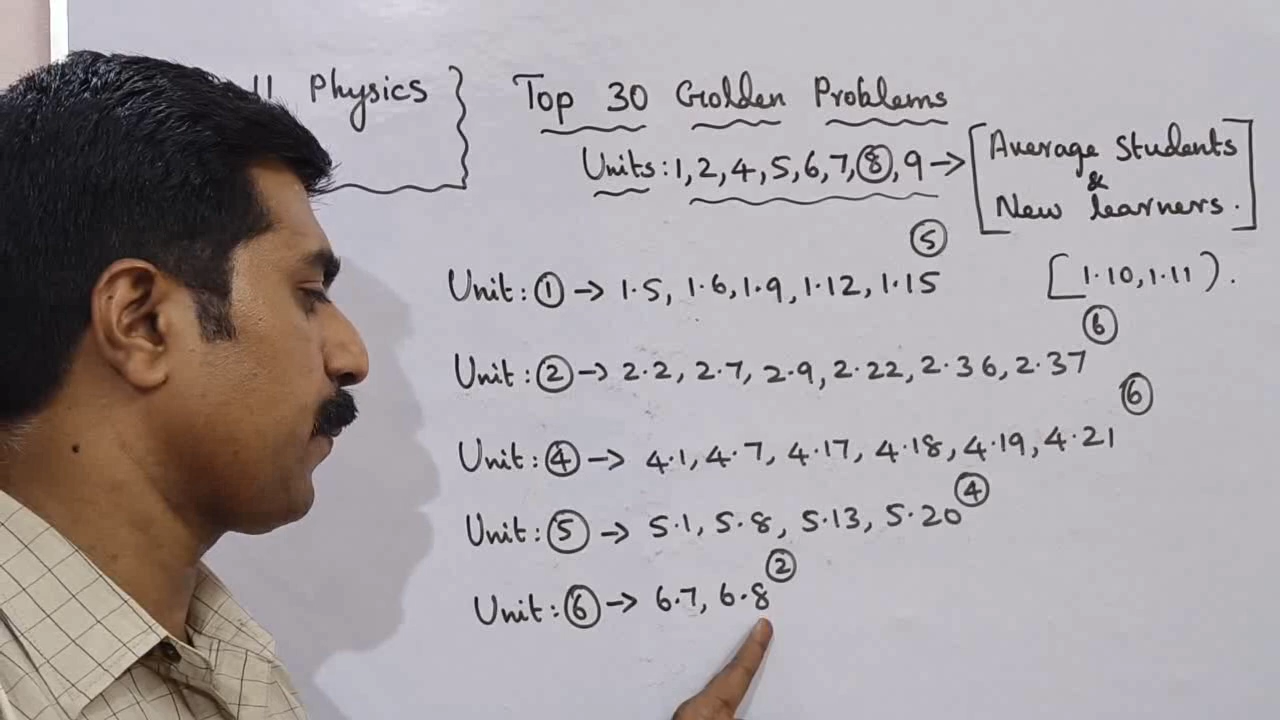 11 Physics
Top 30 Golden Problems
Units: 1, 2, 4, 5, 6, 7, 8, 9 → [Average Students
&
New learners.]
5
Unit: 1 → 1.5, 1.6, 1.9, 1.12, 1.15 [1.10, 1.11).
6
Unit: 2 → 2.2, 2.7, 2.9, 2.22, 2.36, 2.37
6
Unit: 4 → 4.1, 4.7, 4.17, 4.18, 4.19, 4.21
4
Unit: 5 → 5.1, 5.8, 5.13, 5.20
2
Unit: 6 → 6.7, 6.8